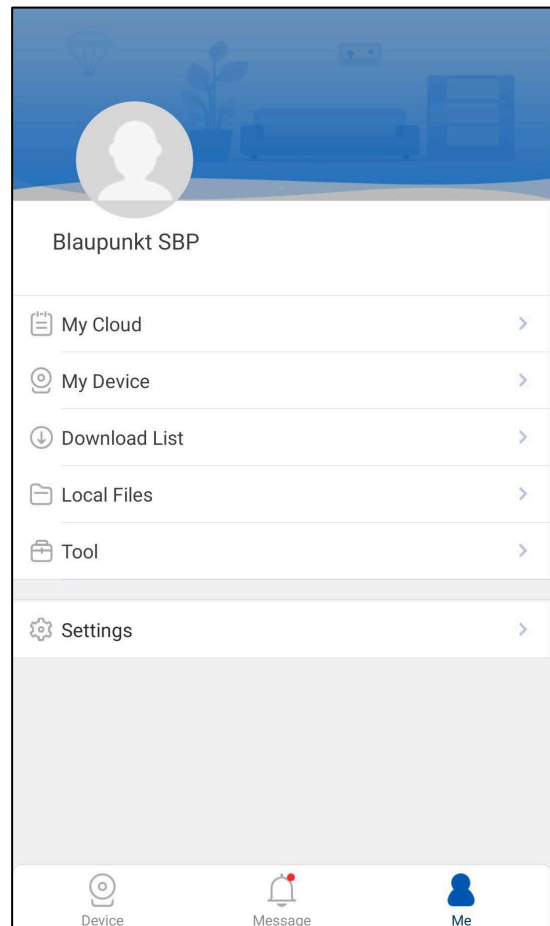 Blaupunkt SBP
My Cloud
My Device
Download List
Local Files
Tool
Settings
Device
Message
Me